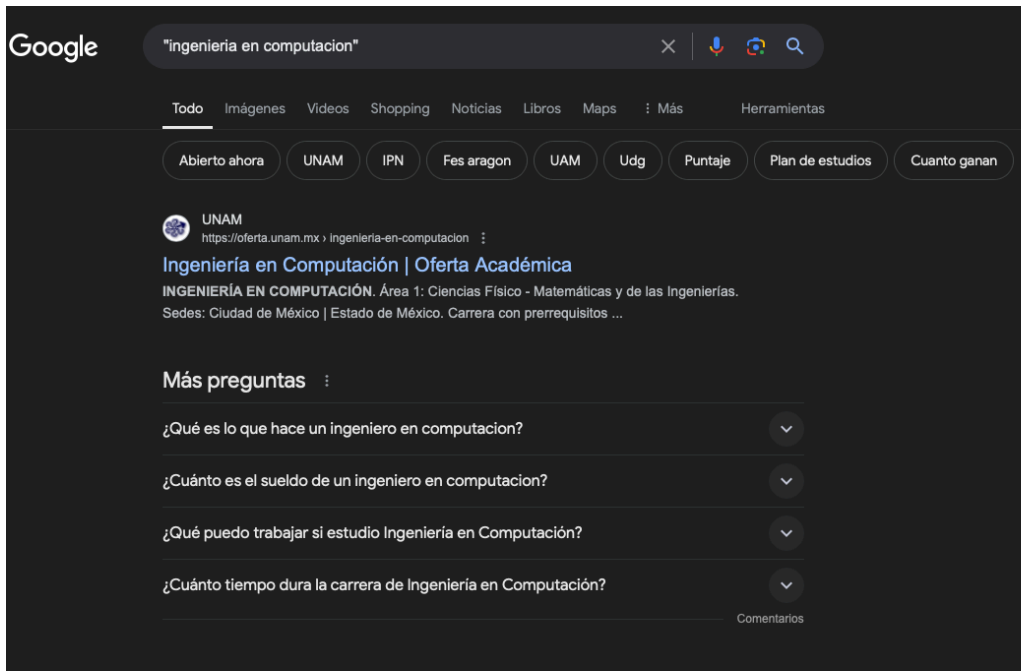 Google
"ingenieria en computacion"
Todo Imágenes Videos Shopping Noticias Libros Maps Más Herramientas
Abierto ahora UNAM IPN Fes aragon UAM Udg Puntaje Plan de estudios Cuanto ganan
UNAM
https://oferta.unam.mx › ingenieria-en-computacion
Ingeniería en Computación | Oferta Académica
INGENIERÍA EN COMPUTACIÓN. Área 1: Ciencias Físico - Matemáticas y de las Ingenierías.
Sedes: Ciudad de México | Estado de México. Carrera con prerrequisitos ...
Más preguntas
¿Qué es lo que hace un ingeniero en computacion?
¿Cuánto es el sueldo de un ingeniero en computacion?
¿Qué puedo trabajar si estudio Ingeniería en Computación?
¿Cuánto tiempo dura la carrera de Ingeniería en Computación?
Comentarios